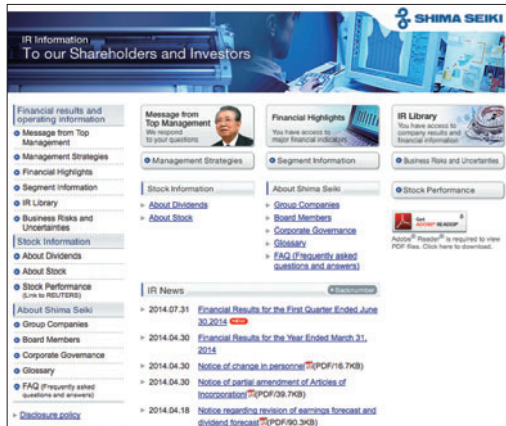 SHIMA SEIKI
IR Information
To our Shareholders and Investors
Financial results and
operating information
Message from Top
Management
Management Strategies
Financial Highlights
Segment Information
IR Library
Business Risks and
Uncertainties
Stock Information
About Dividends
About Stock
Stock Performance
(Link to REUTERS)
About Shima Seiki
Group Companies
Board Members
Corporate Governance
Glossary
FAQ (Frequently asked
questions and answers)
Disclosure policy
Message from
Top Management
We respond
to your questions
Management Strategies
Financial Highlights
You have access to
major financial indicators
Segment Information
IR Library
You have access to
company results and
financial information
Business Risks and Uncertainties
Stock Information
About Dividends
About Stock
About Shima Seiki
Group Companies
Board Members
Corporate Governance
Glossary
FAQ (Frequently asked
questions and answers)
Stock Performance
Get
ADOBE® READER®
Adobe® Reader® is required to view
PDF files. Click here to download.
IR News
Backnumber
2014.07.31 Financial Results for the First Quarter Ended June
30,2014 NEW
2014.04.30 Financial Results for the Year Ended March 31,
2014
2014.04.30 Notice of change in personnel (PDF/16.7KB)
2014.04.30 Notice of partial amendment of Articles of
Incorporation (PDF/39.7KB)
2014.04.18 Notice regarding revision of earnings forecast and
dividend forecast (PDF/90.3KB)